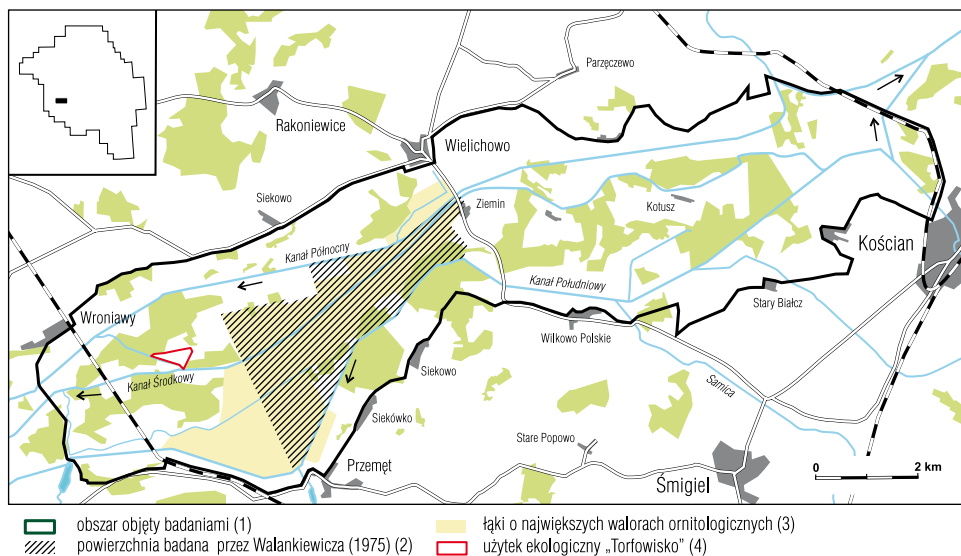 Parzęczewo
Rakoniewice
Wielichowo
Siekowo
Ziemin
Kotusz
Kościan
Kanał Północny
Kanał Południowy
Stary Białcz
Wroniawy
Wilkowo Polskie
Siekowo
Kanał Środkowy
Samica
Siekówko
Stare Popowo
Przemęt
Śmigiel
0 2 km
obszar objęty badaniami (1)
powierzchnia badana przez Walankiewicza (1975) (2)
łąki o największych walorach ornitologicznych (3)
użytek ekologiczny „Torfowisko” (4)